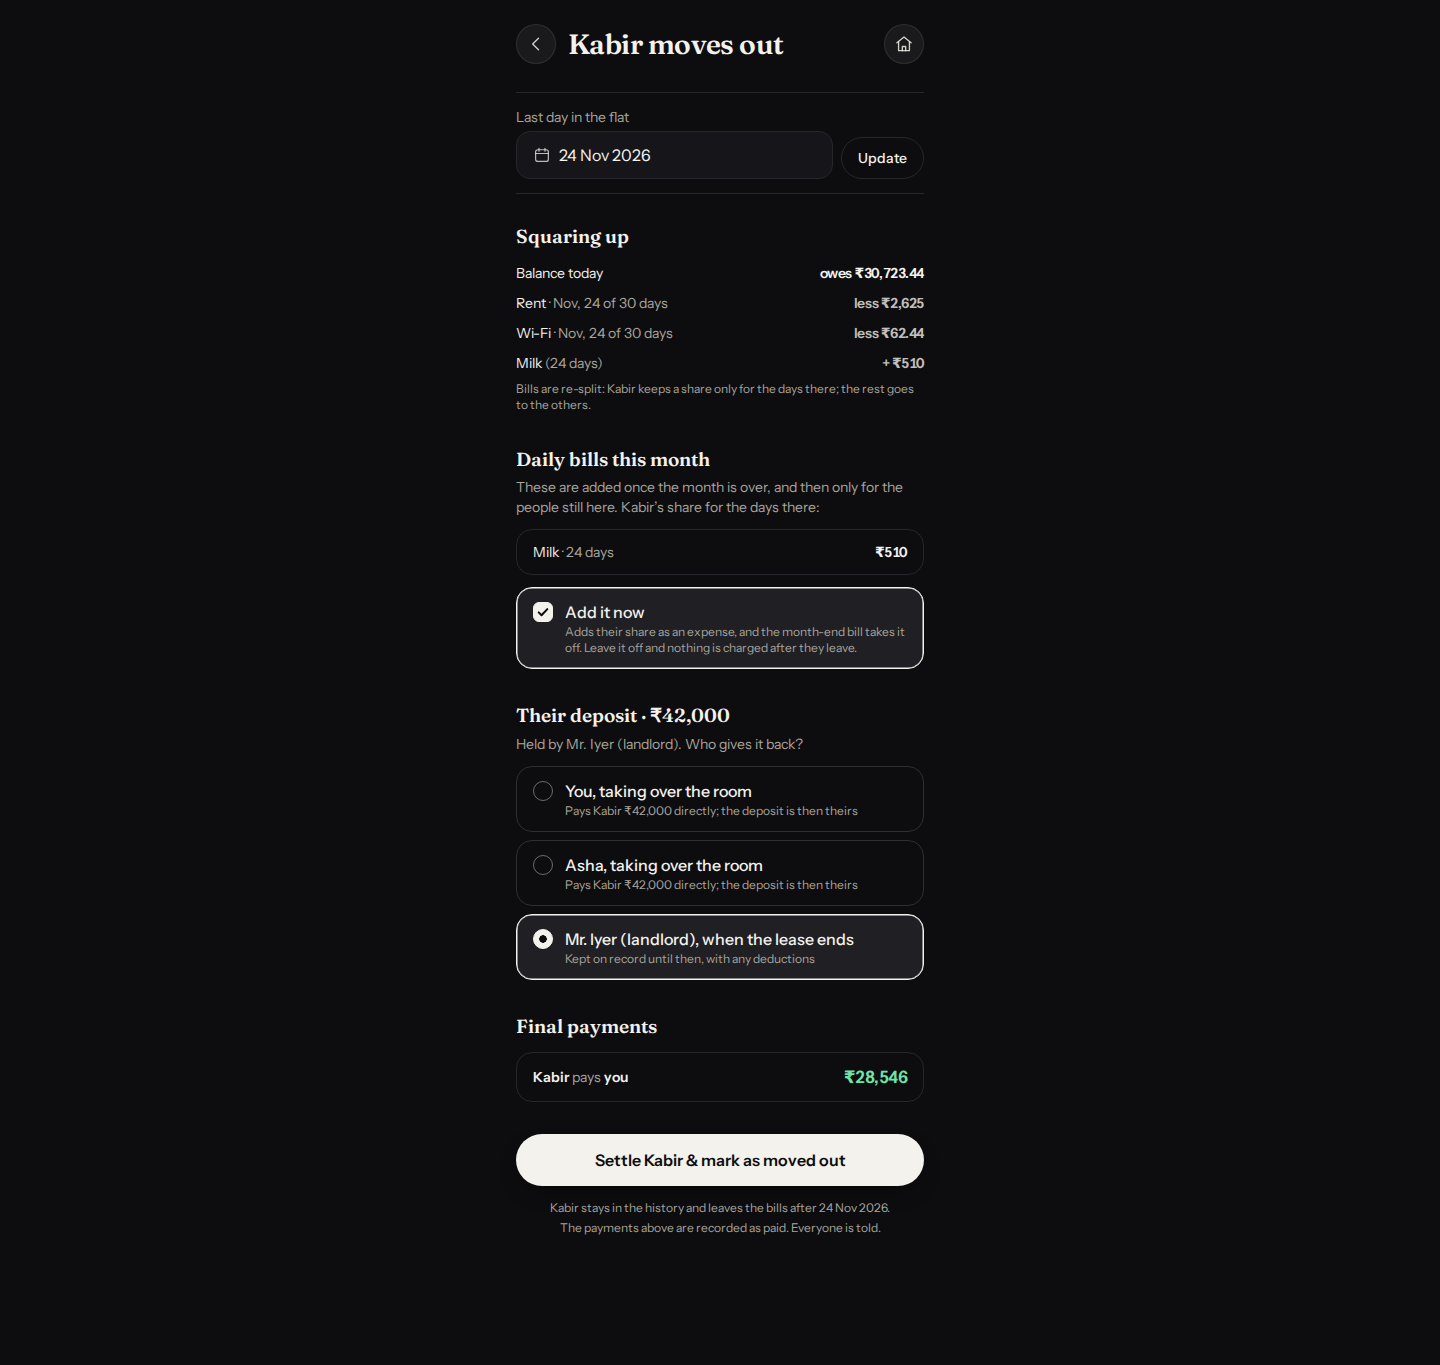 Kabir moves out
Last day in the flat
24 Nov 2026
Update
Squaring up
Balance today owes ₹30,723.44
Rent · Nov, 24 of 30 days less ₹2,625
Wi-Fi · Nov, 24 of 30 days less ₹62.44
Milk (24 days) + ₹510
Bills are re-split: Kabir keeps a share only for the days there; the rest goes
to the others.
Daily bills this month
These are added once the month is over, and then only for the
people still here. Kabir's share for the days there:
Milk · 24 days ₹510
Add it now
Adds their share as an expense, and the month-end bill takes it
off. Leave it off and nothing is charged after they leave.
Their deposit · ₹42,000
Held by Mr. Iyer (landlord). Who gives it back?
You, taking over the room
Pays Kabir ₹42,000 directly; the deposit is then theirs
Asha, taking over the room
Pays Kabir ₹42,000 directly; the deposit is then theirs
Mr. Iyer (landlord), when the lease ends
Kept on record until then, with any deductions
Final payments
Kabir pays you ₹28,546
Settle Kabir & mark as moved out
Kabir stays in the history and leaves the bills after 24 Nov 2026.
The payments above are recorded as paid. Everyone is told.